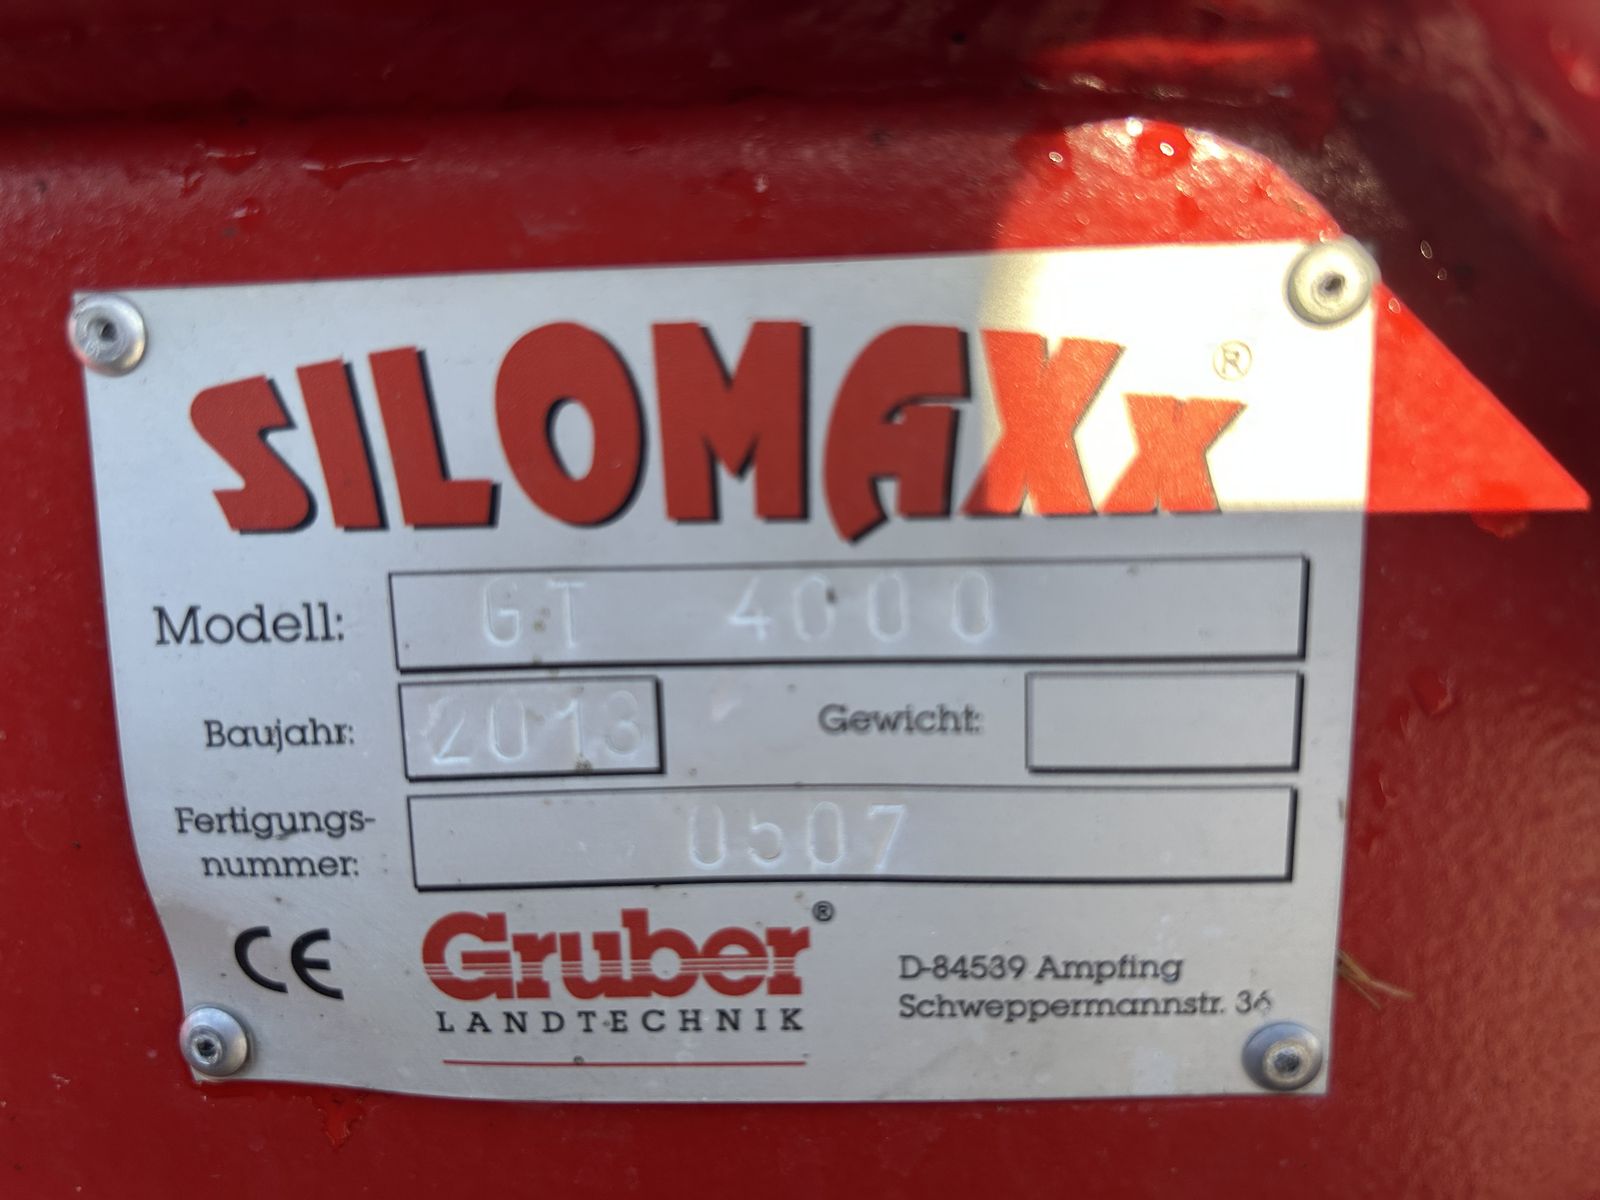 SILOMAXx ®
Modell: GT 4000
Baujahr: 2013 Gewicht:
Fertigungs-
nummer: 0507
CE Gruber ®
LANDTECHNIK
D-84539 Ampfing
Schweppermannstr. 36